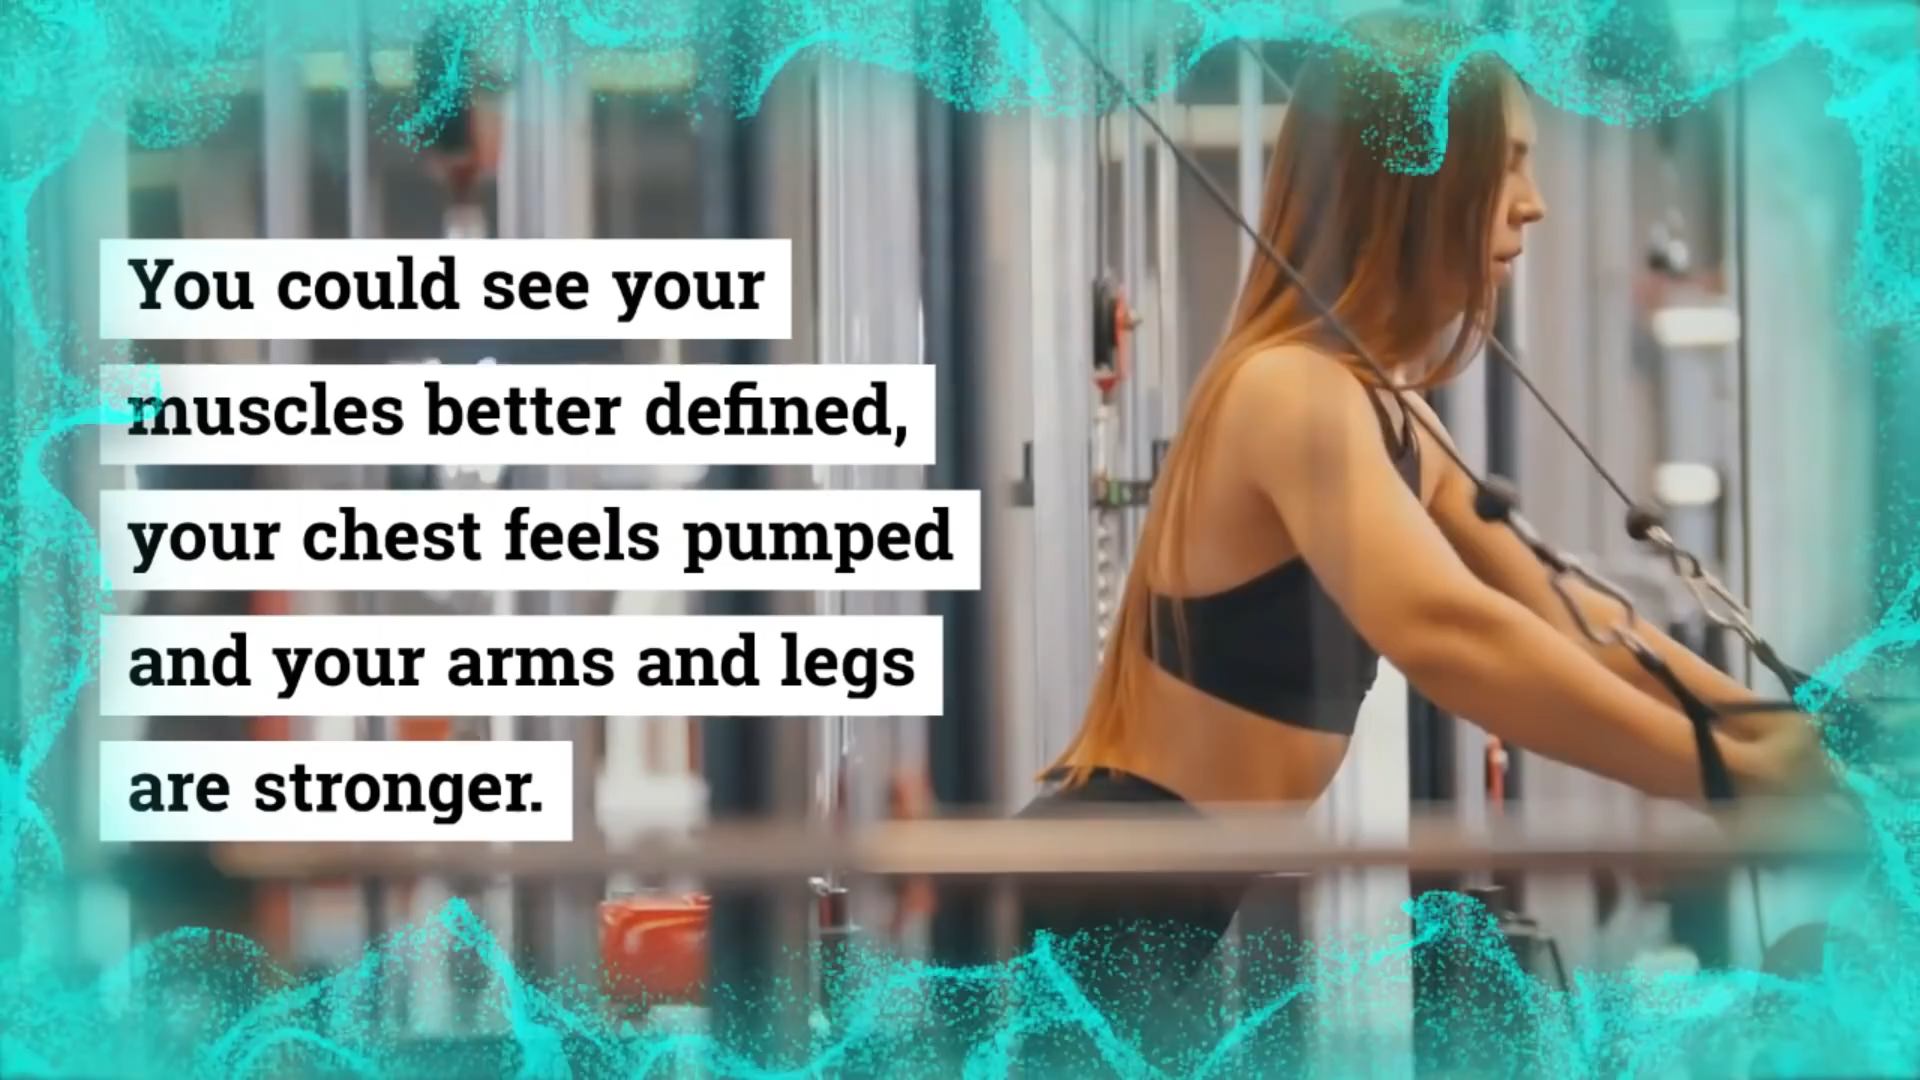 You could see your
muscles better defined,
your chest feels pumped
and your arms and legs
are stronger.